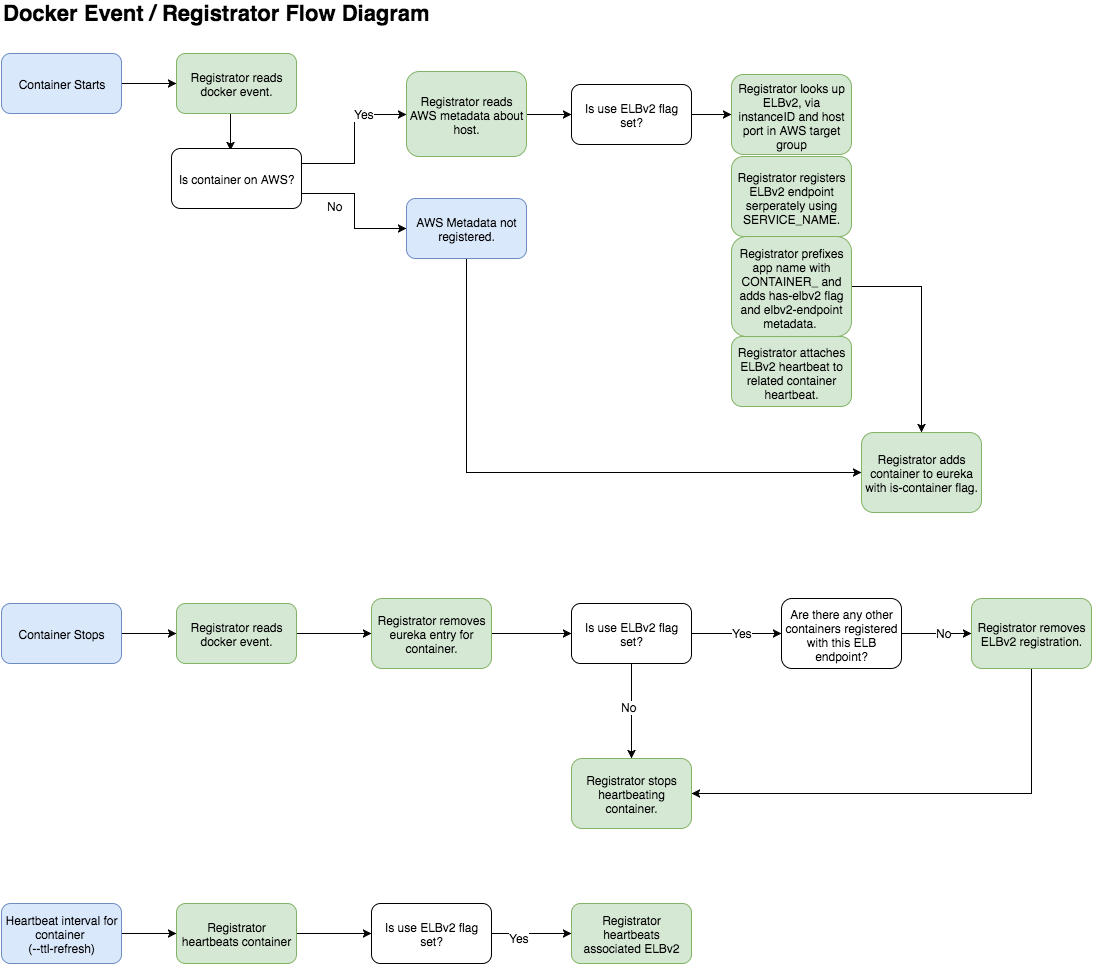 Docker Event / Registrator Flow Diagram
Container Starts
Registrator reads
docker event.
Is container on AWS?
Yes
No
Registrator reads
AWS metadata about
host.
AWS Metadata not
registered.
Is use ELBv2 flag
set?
Registrator looks up
ELBv2, via
instanceID and host
port in AWS target
group
Registrator registers
ELBv2 endpoint
serperately using
SERVICE_NAME.
Registrator prefixes
app name with
CONTAINER_ and
adds has-elbv2 flag
and elbv2-endpoint
metadata.
Registrator attaches
ELBv2 heartbeat to
related container
heartbeat.
Registrator adds
container to eureka
with is-container flag.
Container Stops
Registrator reads
docker event.
Registrator removes
eureka entry for
container.
Is use ELBv2 flag
set?
Yes
Are there any other
containers registered
with this ELB
endpoint?
No
Registrator removes
ELBv2 registration.
No
Registrator stops
heartbeating
container.
Heartbeat interval for
container
(--ttl-refresh)
Registrator
heartbeats container
Is use ELBv2 flag
set?
Yes
Registrator
heartbeats
associated ELBv2